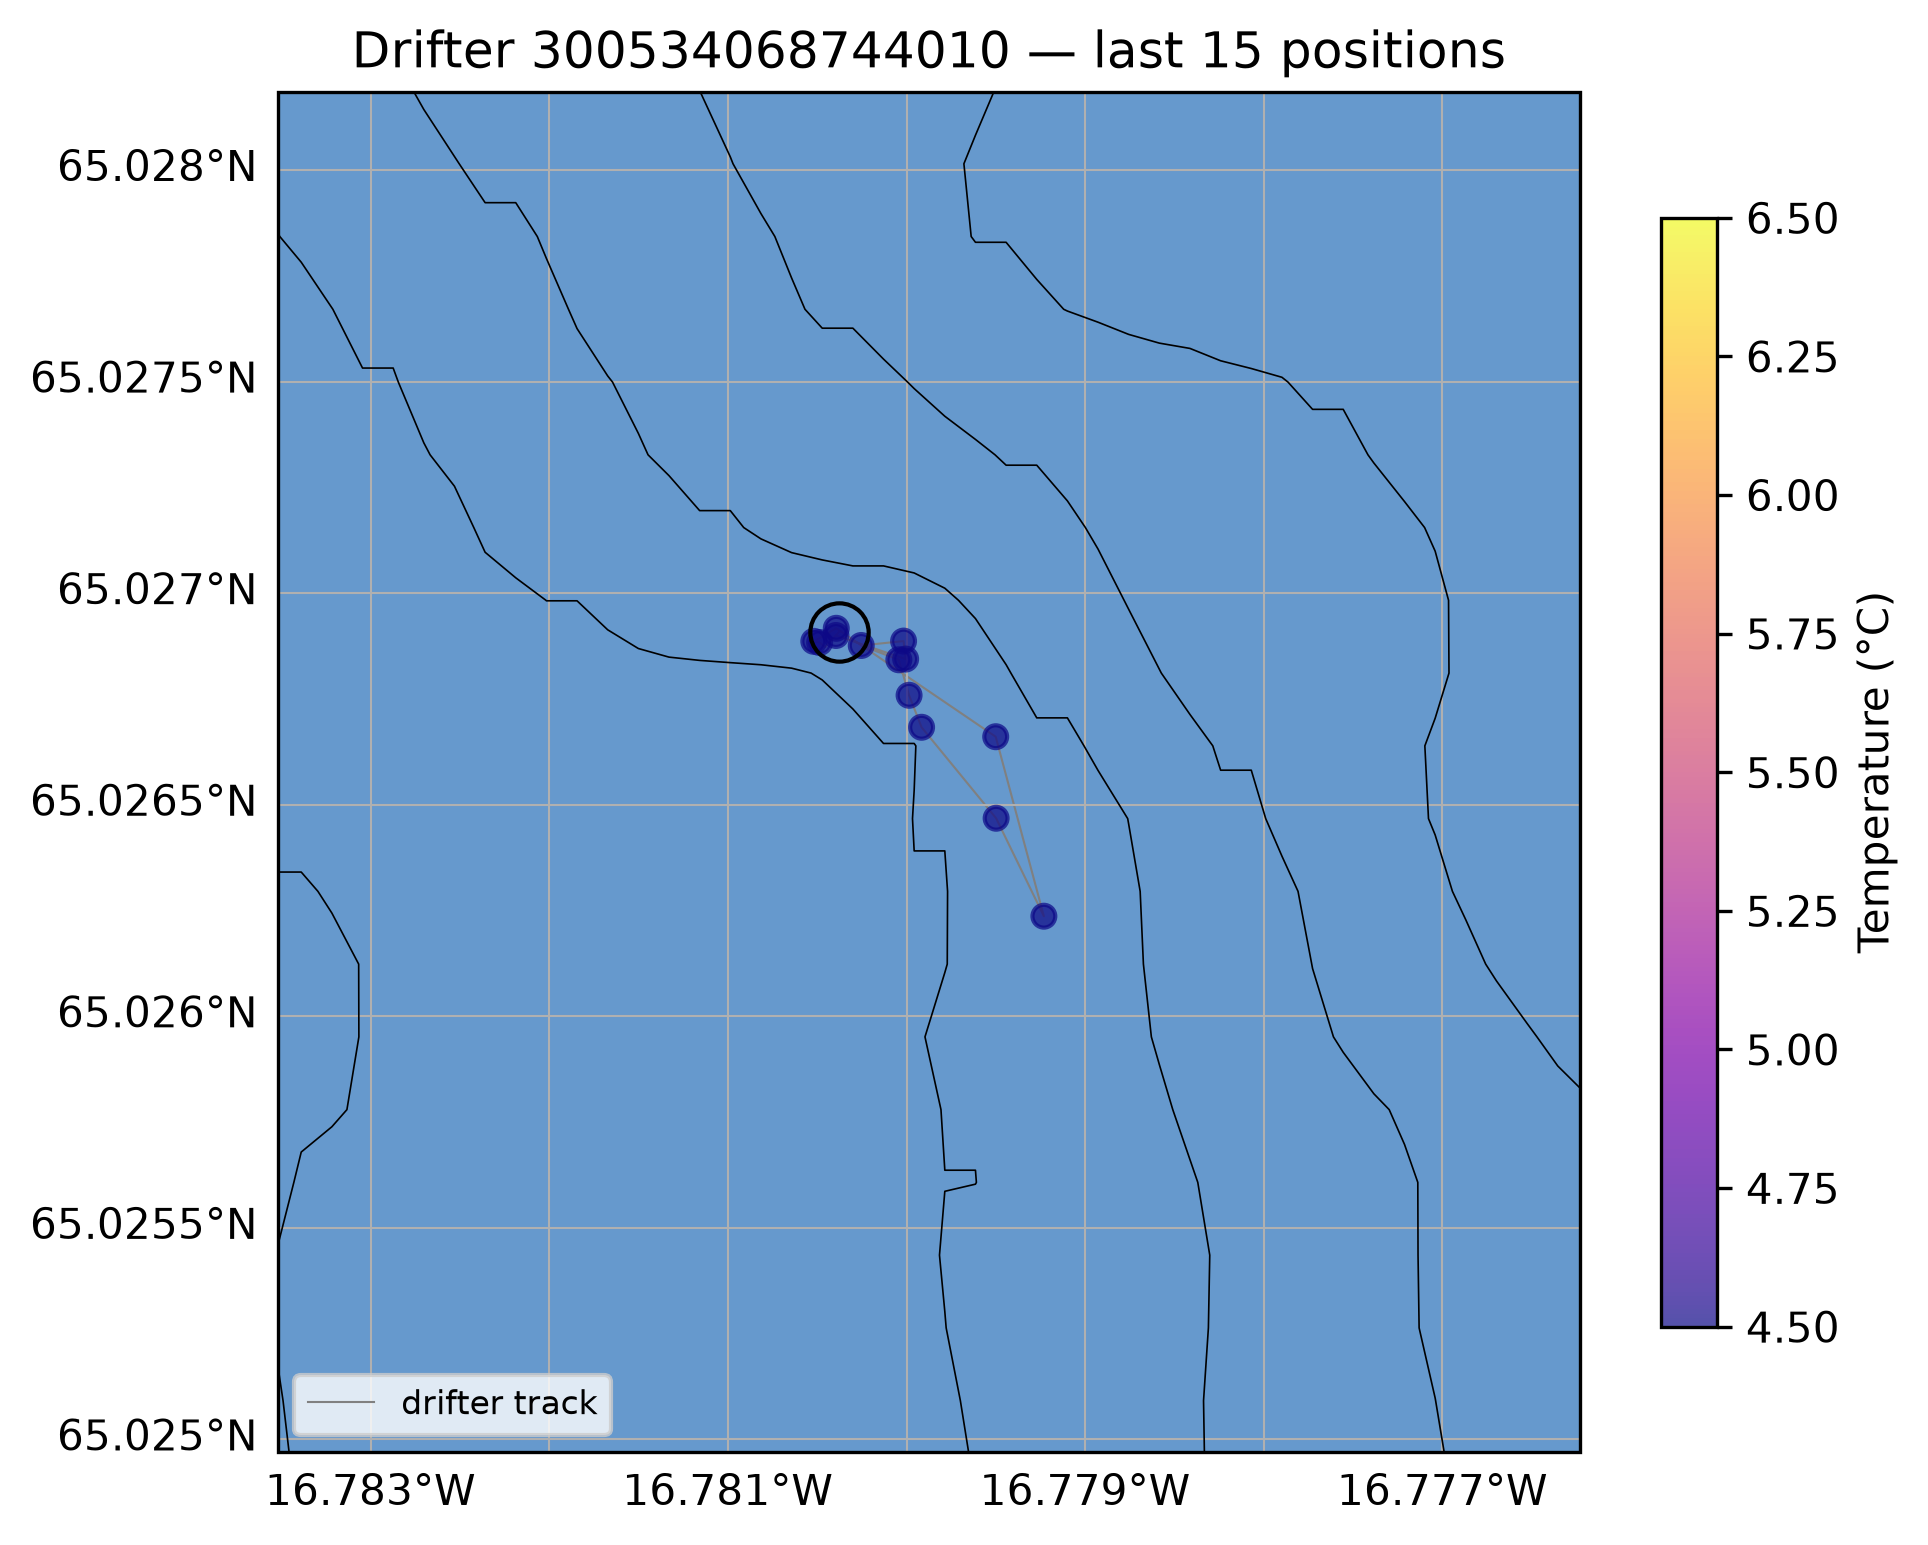 Drifter 300534068744010 — last 15 positions
65.028°N
65.0275°N
65.027°N
65.0265°N
65.026°N
65.0255°N
65.025°N
16.783°W
16.781°W
16.779°W
16.777°W
drifter track
6.50
6.25
6.00
5.75
5.50
5.25
5.00
4.75
4.50
Temperature (°C)